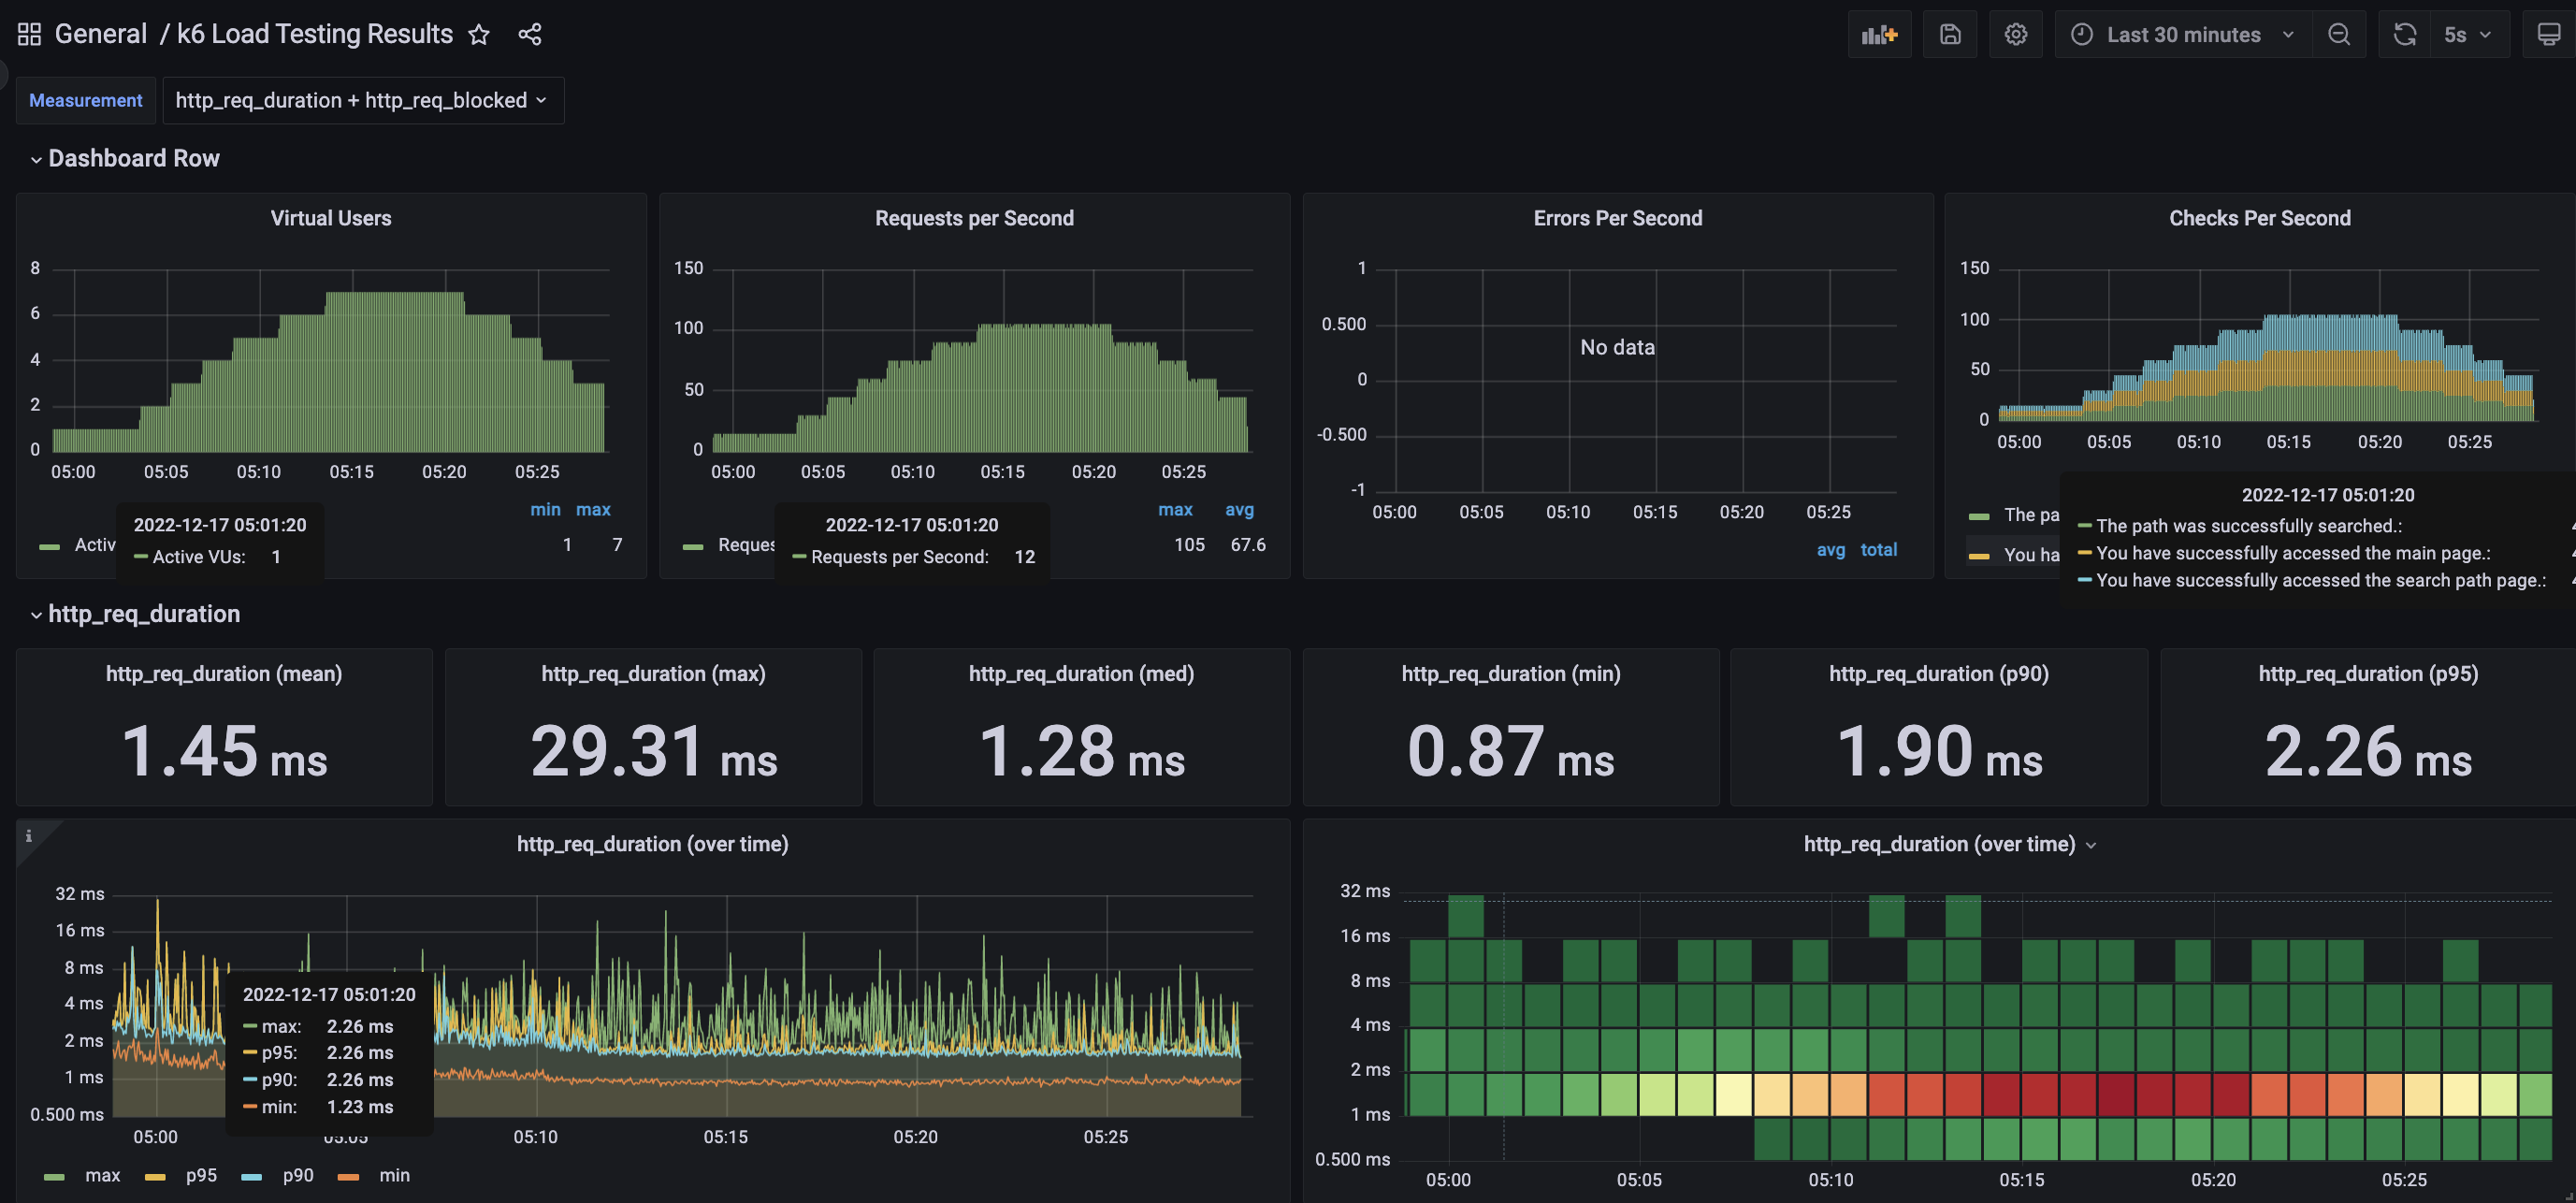 General / k6 Load Testing Results
Last 30 minutes
5s
Measurement
http_req_duration + http_req_blocked
Dashboard Row
Virtual Users
8
6
4
2
0
05:00 05:05 05:10 05:15 05:20 05:25
min max
Activ 1 7
2022-12-17 05:01:20
Active VUs: 1
Requests per Second
150
100
50
0
05:00 05:05 05:10 05:15 05:20 05:25
max avg
Reques 105 67.6
2022-12-17 05:01:20
Requests per Second: 12
Errors Per Second
1
0.500
0
-0.500
-1
No data
05:00 05:05 05:10 05:15 05:20 05:25
avg total
Checks Per Second
150
100
50
0
05:00 05:05 05:10 05:15 05:20 05:25
The pa
You ha
2022-12-17 05:01:20
The path was successfully searched.:
You have successfully accessed the main page.:
You have successfully accessed the search path page.:
http_req_duration
http_req_duration (mean)
1.45 ms
http_req_duration (max)
29.31 ms
http_req_duration (med)
1.28 ms
http_req_duration (min)
0.87 ms
http_req_duration (p90)
1.90 ms
http_req_duration (p95)
2.26 ms
i
http_req_duration (over time)
32 ms
16 ms
8 ms
4 ms
2 ms
1 ms
0.500 ms
05:00 05:05 05:10 05:15 05:20 05:25
2022-12-17 05:01:20
max: 2.26 ms
p95: 2.26 ms
p90: 2.26 ms
min: 1.23 ms
max p95 p90 min
http_req_duration (over time)
32 ms
16 ms
8 ms
4 ms
2 ms
1 ms
0.500 ms
05:00 05:05 05:10 05:15 05:20 05:25